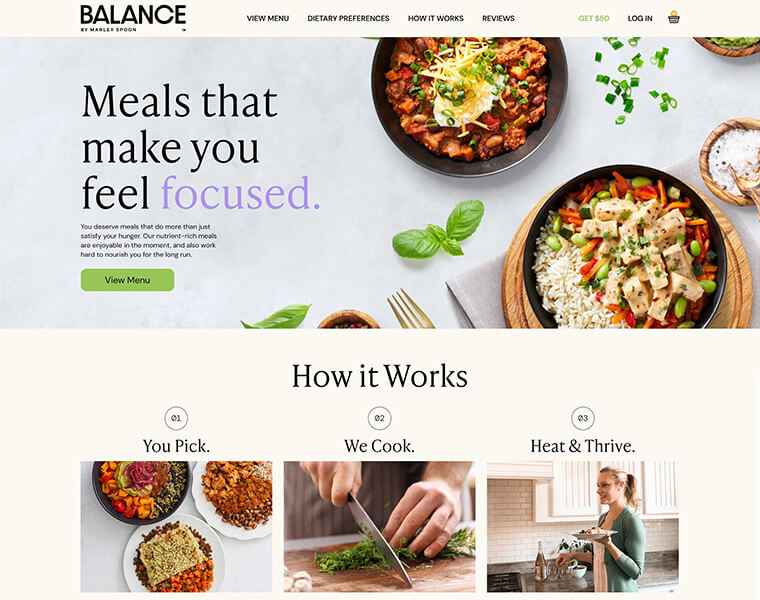 BALANCE
BY MARLEY SPOON
VIEW MENU
DIETARY PREFERENCES
HOW IT WORKS
REVIEWS
GET $50
LOG IN
Meals that
make you
feel focused.
You deserve meals that do more than just
satisfy your hunger. Our nutrient-rich meals
are enjoyable in the moment, and also work
hard to nourish you for the long run.
View Menu
How it Works
01
02
03
You Pick.
We Cook.
Heat & Thrive.